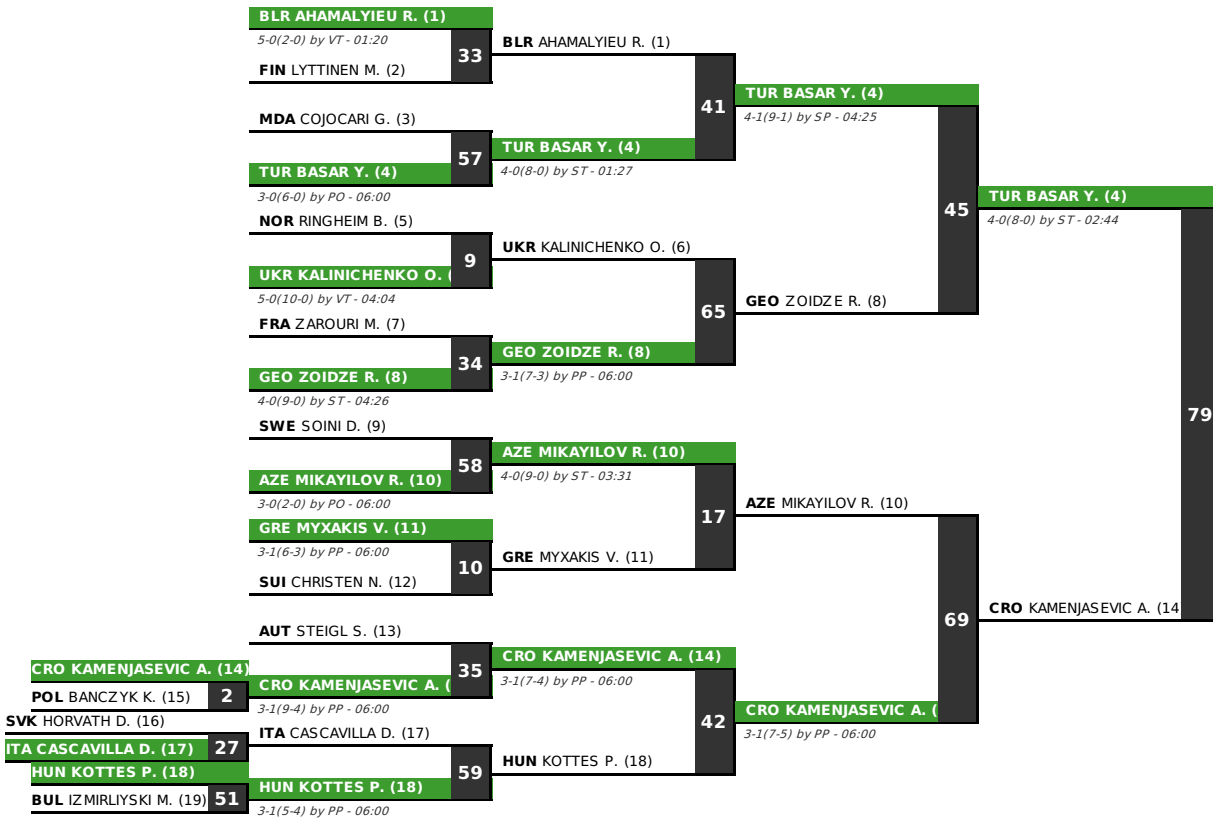 BLR AHAMALYIEU R. (1)
5-0(2-0) by VT - 01:20
33
FIN LYTTINEN M. (2)
BLR AHAMALYIEU R. (1)
41
MDA COJOCARI G. (3)
57
TUR BASAR Y. (4)
3-0(6-0) by PO - 06:00
TUR BASAR Y. (4)
4-0(8-0) by ST - 01:27
TUR BASAR Y. (4)
4-1(9-1) by SP - 04:25
45
NOR RINGHEIM B. (5)
9
UKR KALINICHENKO O. (
5-0(10-0) by VT - 04:04
UKR KALINICHENKO O. (6)
65
FRA ZAROURI M. (7)
34
GEO ZOIDZE R. (8)
4-0(9-0) by ST - 04:26
GEO ZOIDZE R. (8)
3-1(7-3) by PP - 06:00
GEO ZOIDZE R. (8)
TUR BASAR Y. (4)
4-0(8-0) by ST - 02:44
79
SWE SOINI D. (9)
58
AZE MIKAYILOV R. (10)
3-0(2-0) by PO - 06:00
AZE MIKAYILOV R. (10)
4-0(9-0) by ST - 03:31
17
GRE MYXAKIS V. (11)
3-1(6-3) by PP - 06:00
10
SUI CHRISTEN N. (12)
GRE MYXAKIS V. (11)
AZE MIKAYILOV R. (10)
69
AUT STEIGL S. (13)
35
CRO KAMENJASEVIC A. (14)
POL BANCZYK K. (15)
2
CRO KAMENJASEVIC A. (
3-1(9-4) by PP - 06:00
CRO KAMENJASEVIC A. (14)
3-1(7-4) by PP - 06:00
42
SVK HORVATH D. (16)
ITA CASCAVILLA D. (17)
27
ITA CASCAVILLA D. (17)
59
HUN KOTTES P. (18)
BUL IZMIRLIYSKI M. (19)
51
HUN KOTTES P. (18)
3-1(5-4) by PP - 06:00
HUN KOTTES P. (18)
CRO KAMENJASEVIC A. (
3-1(7-5) by PP - 06:00
CRO KAMENJASEVIC A. (14